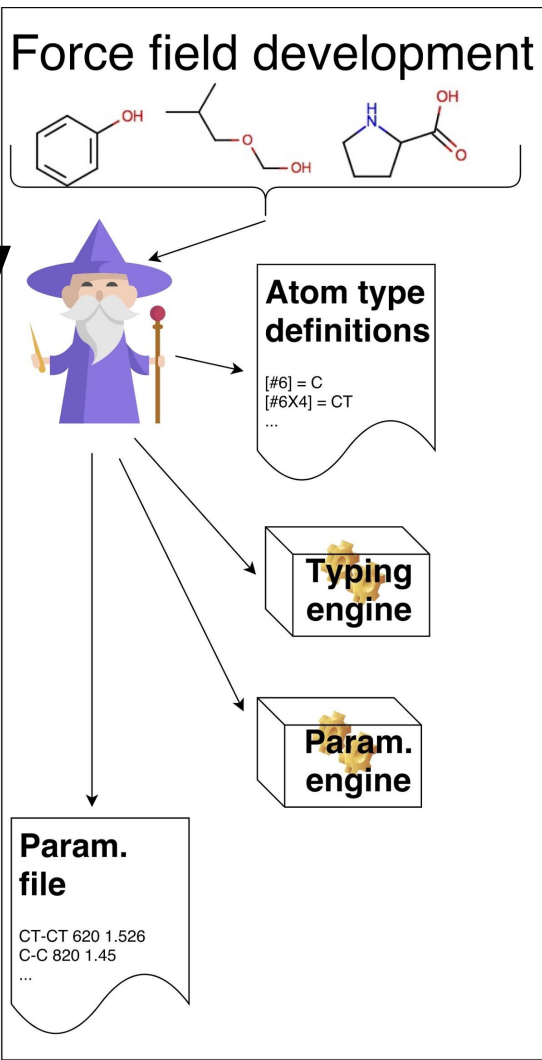 Force field development
OH
O
OH
H
N
OH
O
Atom type
definitions
[#6] = C
[#6X4] = CT
...
Typing
engine
Param.
engine
Param.
file
CT-CT 620 1.526
C-C 820 1.45
...